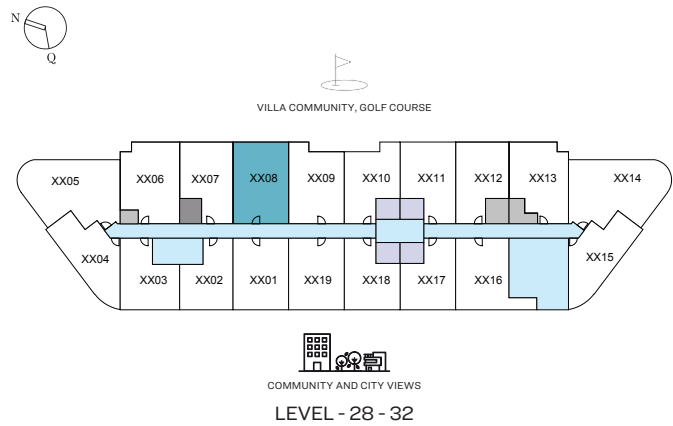 N
Q
VILLA COMMUNITY, GOLF COURSE
XX05 XX06 XX07 XX08 XX09 XX10 XX11 XX12 XX13 XX14
XX04 XX03 XX02 XX01 XX19 XX18 XX17 XX16 XX15
COMMUNITY AND CITY VIEWS
LEVEL - 28 - 32